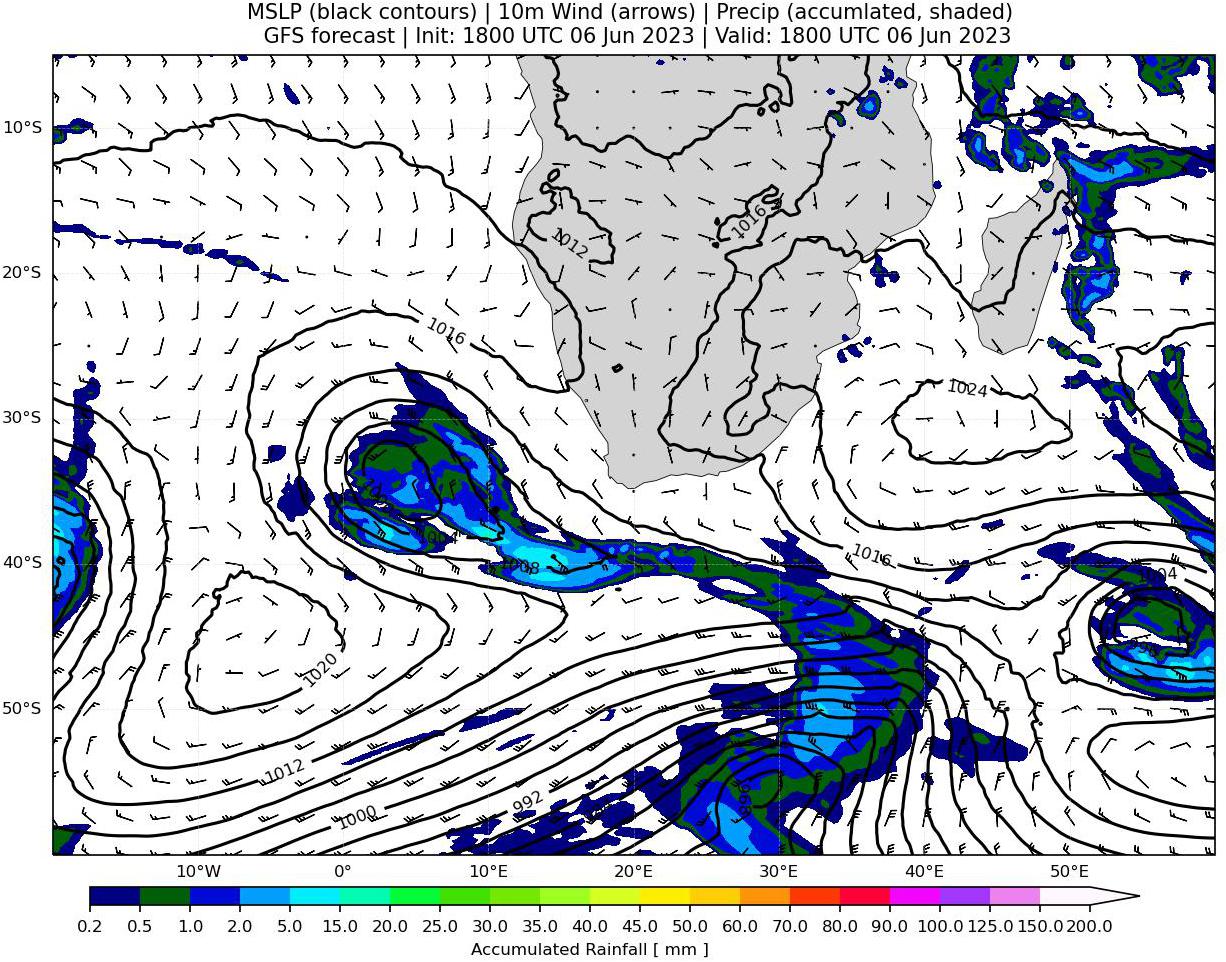 MSLP (black contours) | 10m Wind (arrows) | Precip (accumlated, shaded)
GFS forecast | Init: 1800 UTC 06 Jun 2023 | Valid: 1800 UTC 06 Jun 2023
10°S
1012
1016
20°S
1016
1024
30°S
1004
1008
1016
40°S
1004
1020
50°S
1012
992
1000
10°W 0° 10°E 20°E 30°E 40°E 50°E
0.2 0.5 1.0 2.0 5.0 10.0 15.0 20.0 25.0 30.0 35.0 40.0 45.0 50.0 60.0 70.0 80.0 90.0 100.0 125.0 150.0 200.0
Accumulated Rainfall [ mm ]